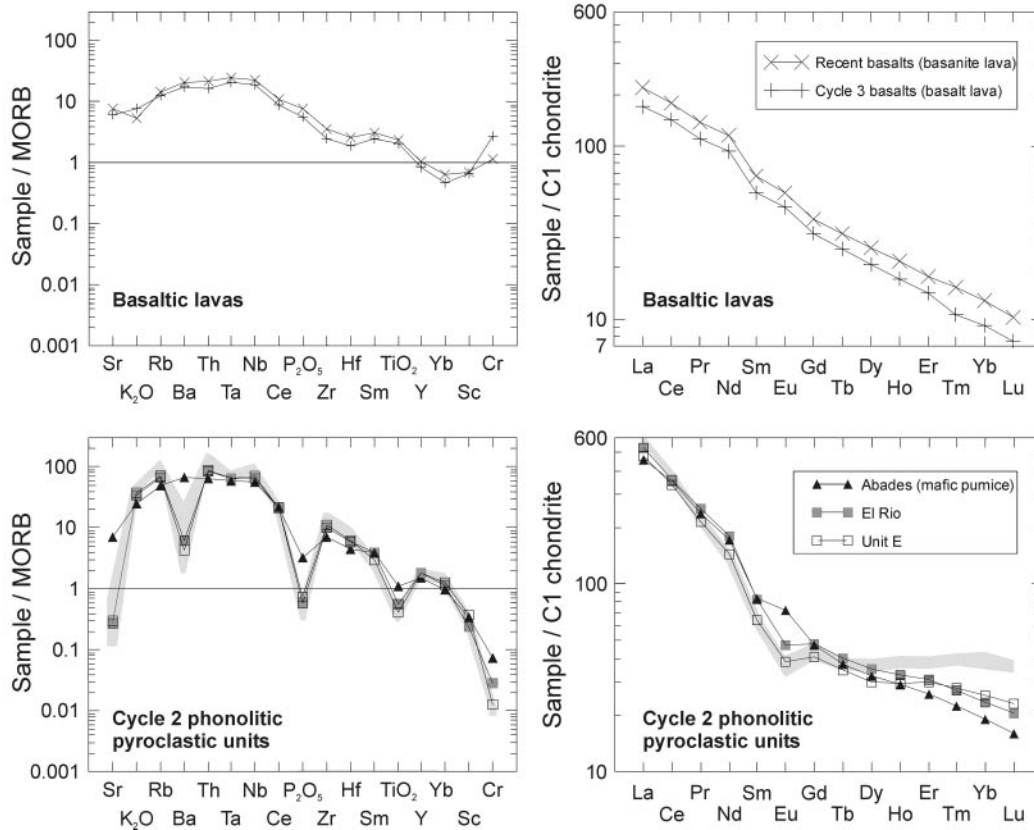 Sample / MORB
100
10
1
0.1
0.01
0.001
Basaltic lavas
Sr Rb Th Nb P₂O₅ Hf TiO₂ Yb Cr
K₂O Ba Ta Ce Zr Sm Y Sc
Sample / C1 chondrite
600
100
10
7
Recent basalts (basanite lava)
Cycle 3 basalts (basalt lava)
Basaltic lavas
La Pr Sm Gd Dy Er Yb
Ce Nd Eu Tb Ho Tm Lu
Sample / MORB
100
10
1
0.1
0.01
0.001
Cycle 2 phonolitic
pyroclastic units
Sr Rb Th Nb P₂O₅ Hf TiO₂ Yb Cr
K₂O Ba Ta Ce Zr Sm Y Sc
Sample / C1 chondrite
600
100
10
Abades (mafic pumice)
El Rio
Unit E
Cycle 2 phonolitic
pyroclastic units
La Pr Sm Gd Dy Er Yb
Ce Nd Eu Tb Ho Tm Lu